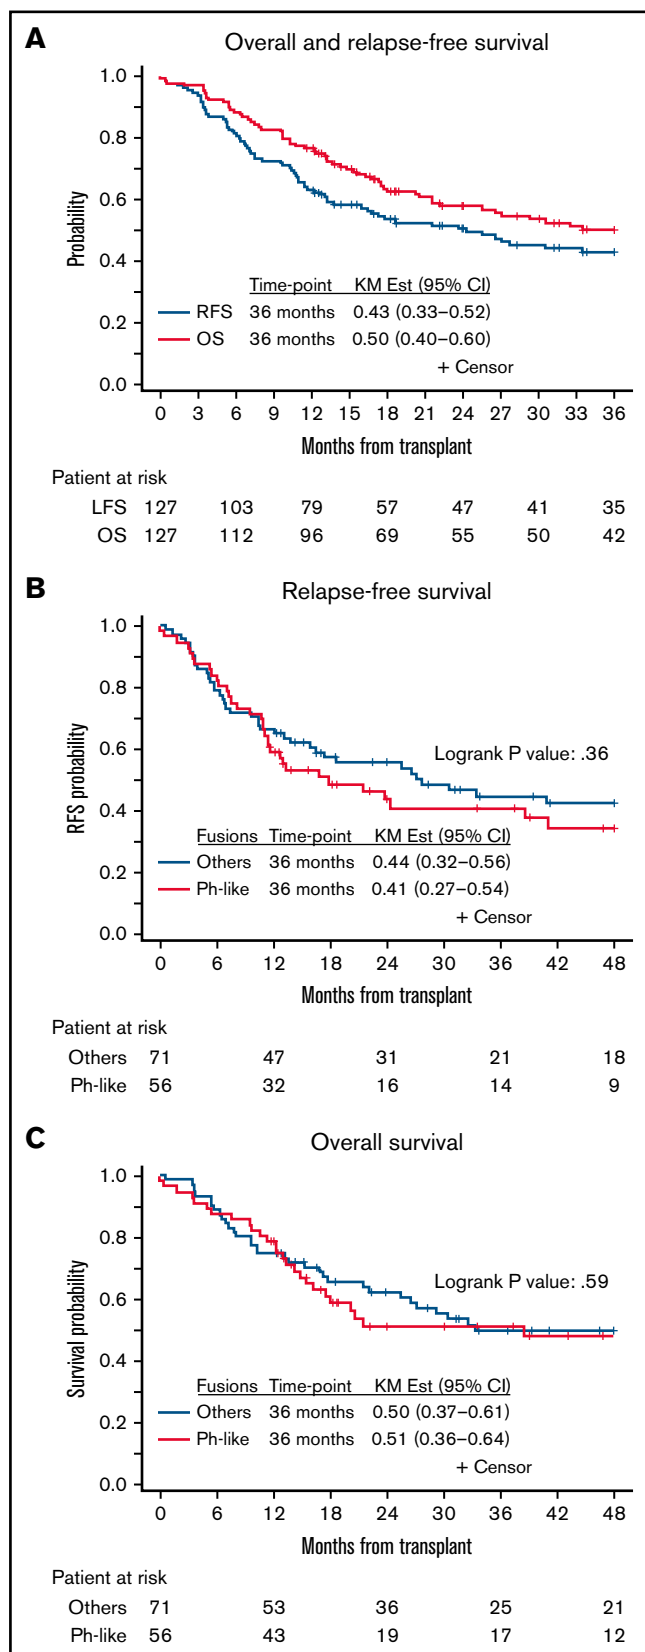 A
Overall and relapse-free survival
Probability
1.0
0.8
0.6
0.4
0.2
0.0
Time-point KM Est (95% CI)
RFS 36 months 0.43 (0.33–0.52)
OS 36 months 0.50 (0.40–0.60)
+ Censor
0 3 6 9 12 15 18 21 24 27 30 33 36
Months from transplant
Patient at risk
LFS 127 103 79 57 47 41 35
OS 127 112 96 69 55 50 42
B
Relapse-free survival
RFS probability
1.0
0.8
0.6
0.4
0.2
0.0
Logrank P value: .36
Fusions Time-point KM Est (95% CI)
Others 36 months 0.44 (0.32–0.56)
Ph-like 36 months 0.41 (0.27–0.54)
+ Censor
0 6 12 18 24 30 36 42 48
Months from transplant
Patient at risk
Others 71 47 31 21 18
Ph-like 56 32 16 14 9
C
Overall survival
Survival probability
1.0
0.8
0.6
0.4
0.2
0.0
Logrank P value: .59
Fusions Time-point KM Est (95% CI)
Others 36 months 0.50 (0.37–0.61)
Ph-like 36 months 0.51 (0.36–0.64)
+ Censor
0 6 12 18 24 30 36 42 48
Months from transplant
Patient at risk
Others 71 53 36 25 21
Ph-like 56 43 19 17 12